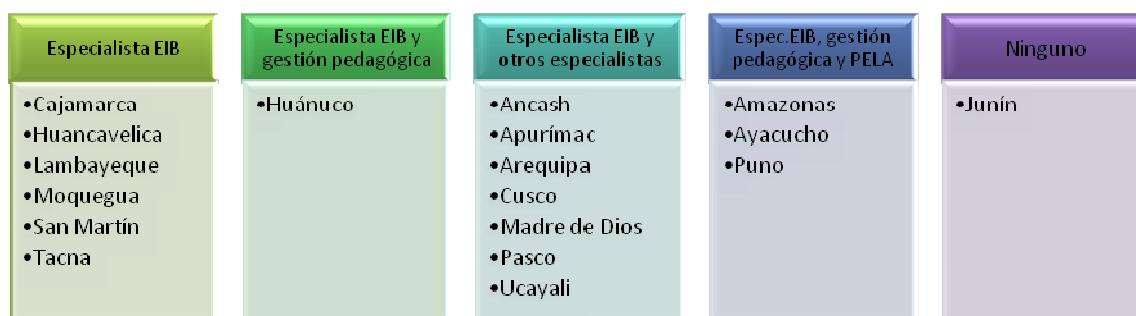 Especialista EIB
•Cajamarca
•Huancavelica
•Lambayeque
•Moquegua
•San Martín
•Tacna
Especialista EIB y
gestión pedagógica
•Huánuco
Especialista EIB y
otros especialistas
•Ancash
•Apurímac
•Arequipa
•Cusco
•Madre de Dios
•Pasco
•Ucayali
Espec.EIB, gestión
pedagógica y PELA
•Amazonas
•Ayacucho
•Puno
Ninguno
•Junín